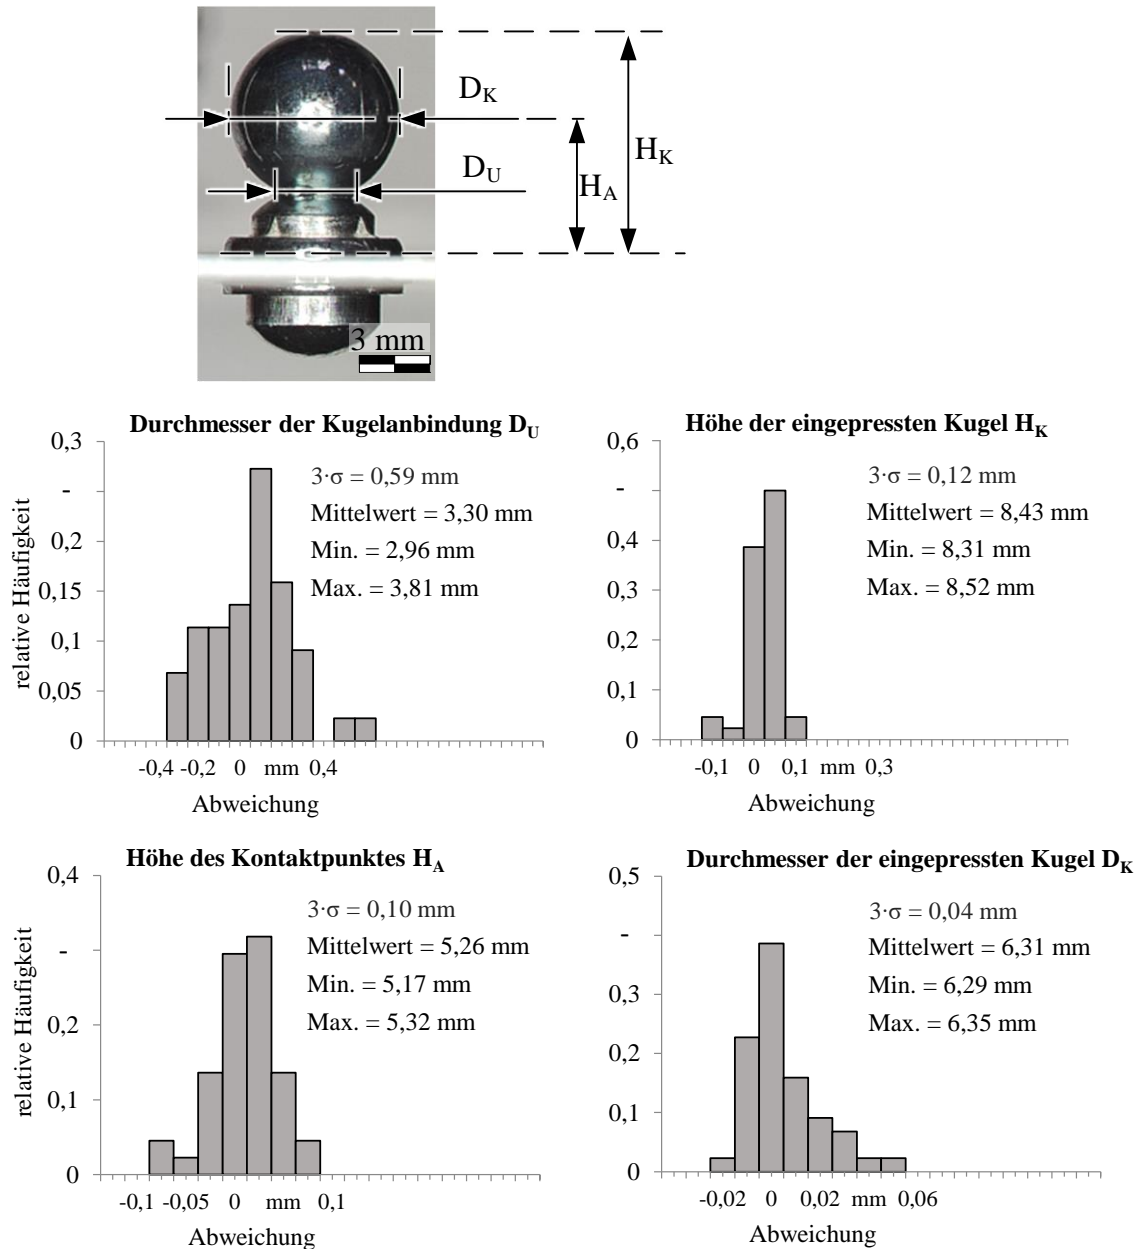 D_K
D_U
H_A
H_K
3 mm
Durchmesser der Kugelanbindung D_U
relative Häufigkeit
0,3
-
0,2
0,15
0,1
0,05
0
3·σ = 0,59 mm
Mittelwert = 3,30 mm
Min. = 2,96 mm
Max. = 3,81 mm
-0,4 -0,2 0 mm 0,4
Abweichung
Höhe der eingepressten Kugel H_K
0,6
-
0,4
0,3
0,2
0,1
0
3·σ = 0,12 mm
Mittelwert = 8,43 mm
Min. = 8,31 mm
Max. = 8,52 mm
-0,1 0 0,1 mm 0,3
Abweichung
Höhe des Kontaktpunktes H_A
relative Häufigkeit
0,4
-
0,2
0,1
0
3·σ = 0,10 mm
Mittelwert = 5,26 mm
Min. = 5,17 mm
Max. = 5,32 mm
-0,1 -0,05 0 mm 0,1
Abweichung
Durchmesser der eingepressten Kugel D_K
0,5
-
0,3
0,2
0,1
0
3·σ = 0,04 mm
Mittelwert = 6,31 mm
Min. = 6,29 mm
Max. = 6,35 mm
-0,02 0 0,02 mm 0,06
Abweichung